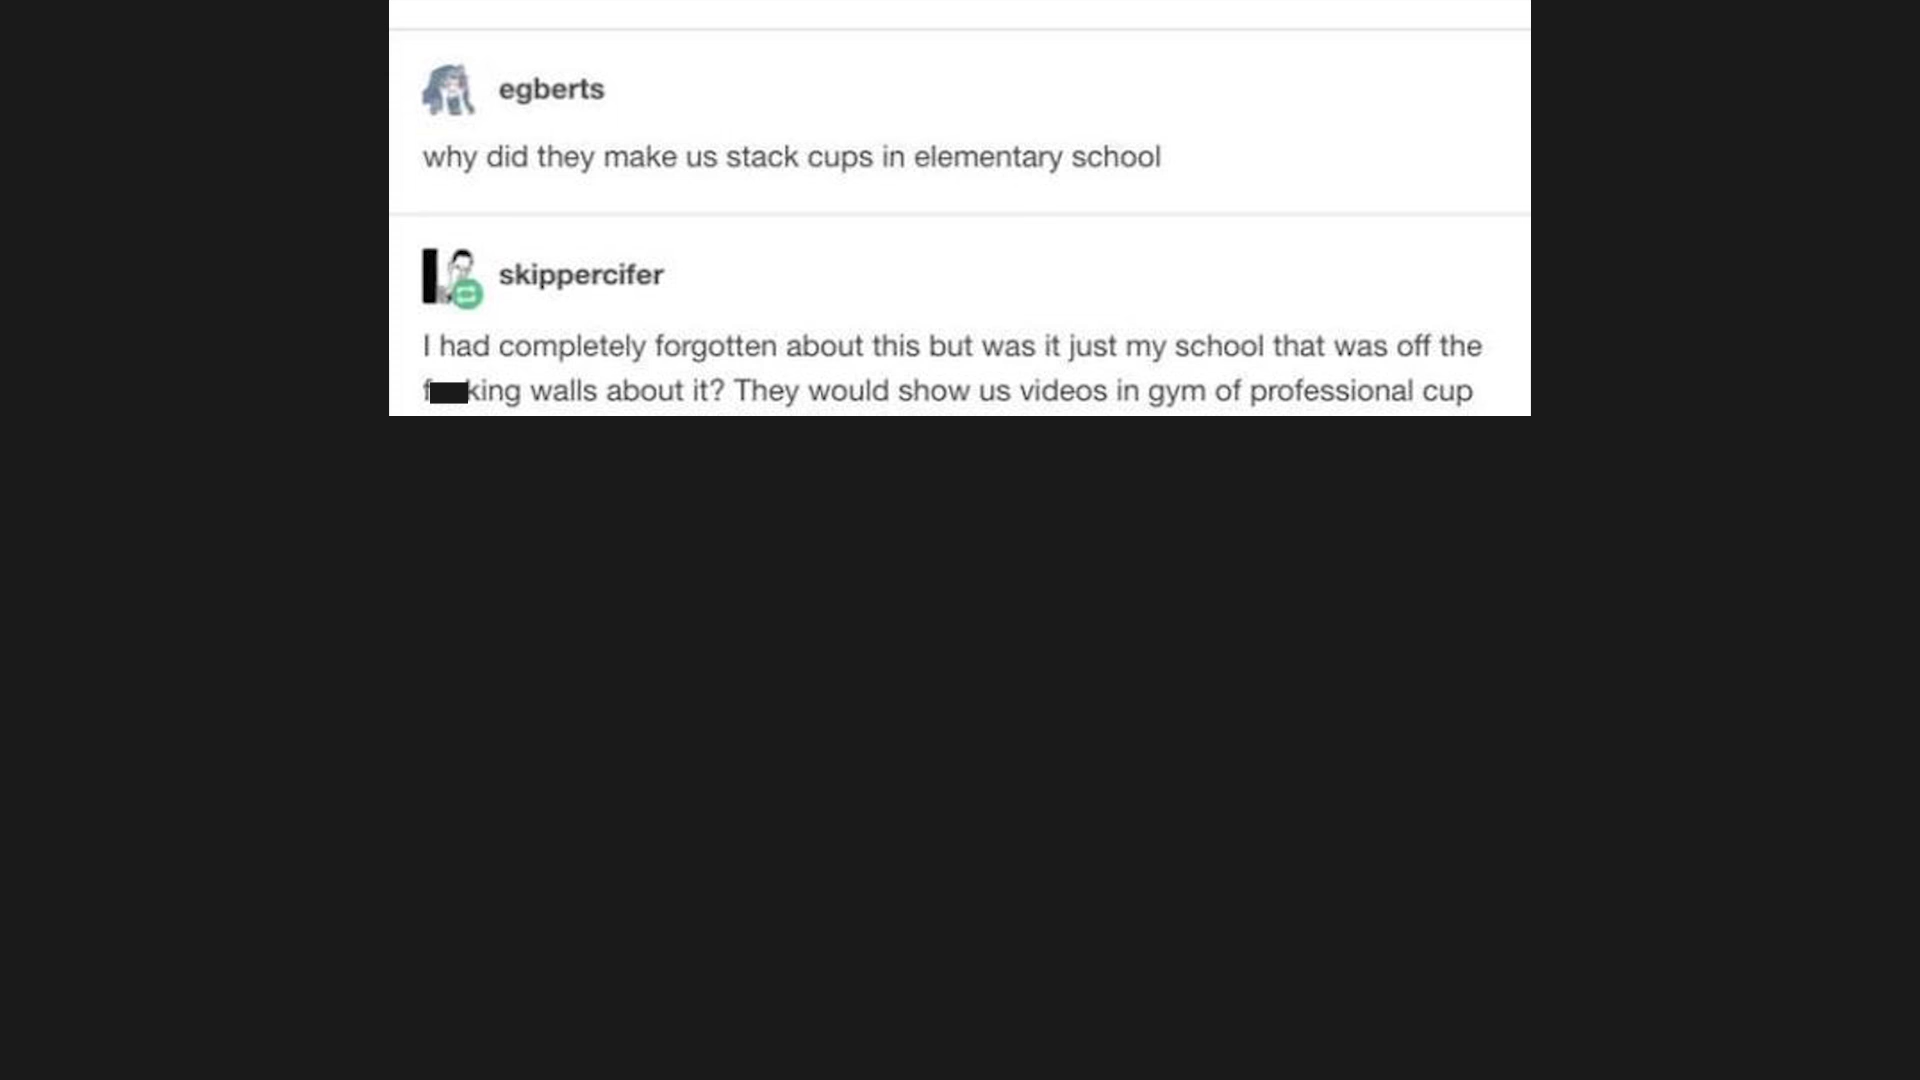 egberts
why did they make us stack cups in elementary school
skippercifer
I had completely forgotten about this but was it just my school that was off the
f king walls about it? They would show us videos in gym of professional cup